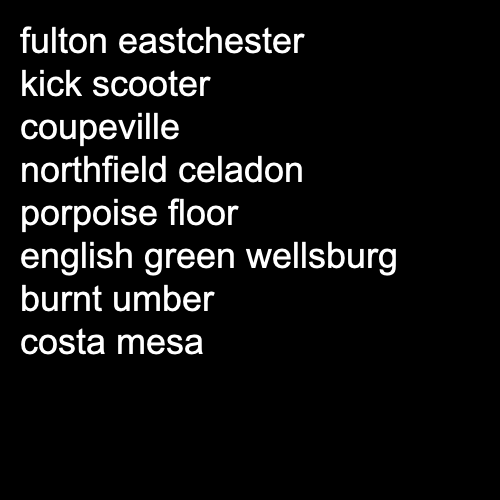 fulton eastchester
kick scooter
coupeville
northfield celadon
porpoise floor
english green wellsburg
burnt umber
costa mesa